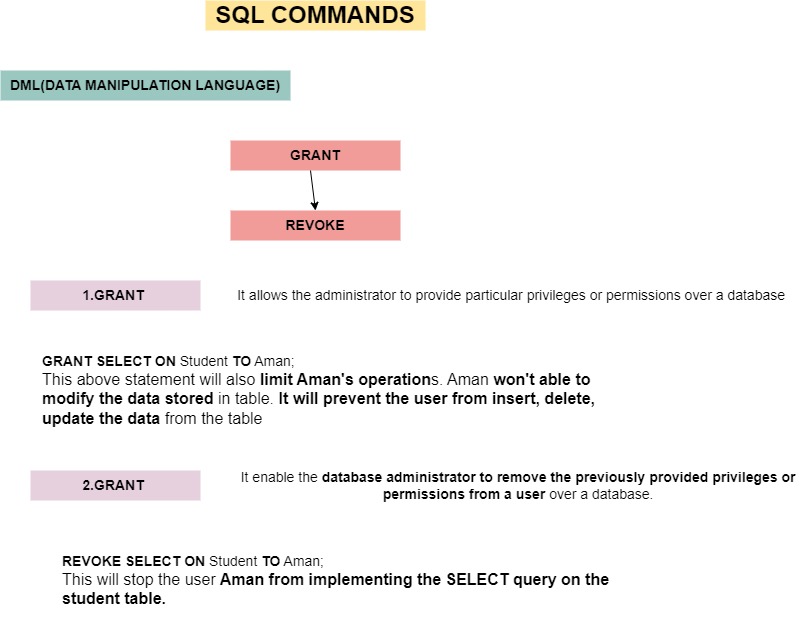 SQL COMMANDS
DML(DATA MANIPULATION LANGUAGE)
GRANT
REVOKE
1.GRANT
It allows the administrator to provide particular privileges or permissions over a database
GRANT SELECT ON Student TO Aman;
This above statement will also limit Aman's operations. Aman won't able to
modify the data stored in table. It will prevent the user from insert, delete,
update the data from the table
2.GRANT
It enable the database administrator to remove the previously provided privileges or
permissions from a user over a database.
REVOKE SELECT ON Student TO Aman;
This will stop the user Aman from implementing the SELECT query on the
student table.